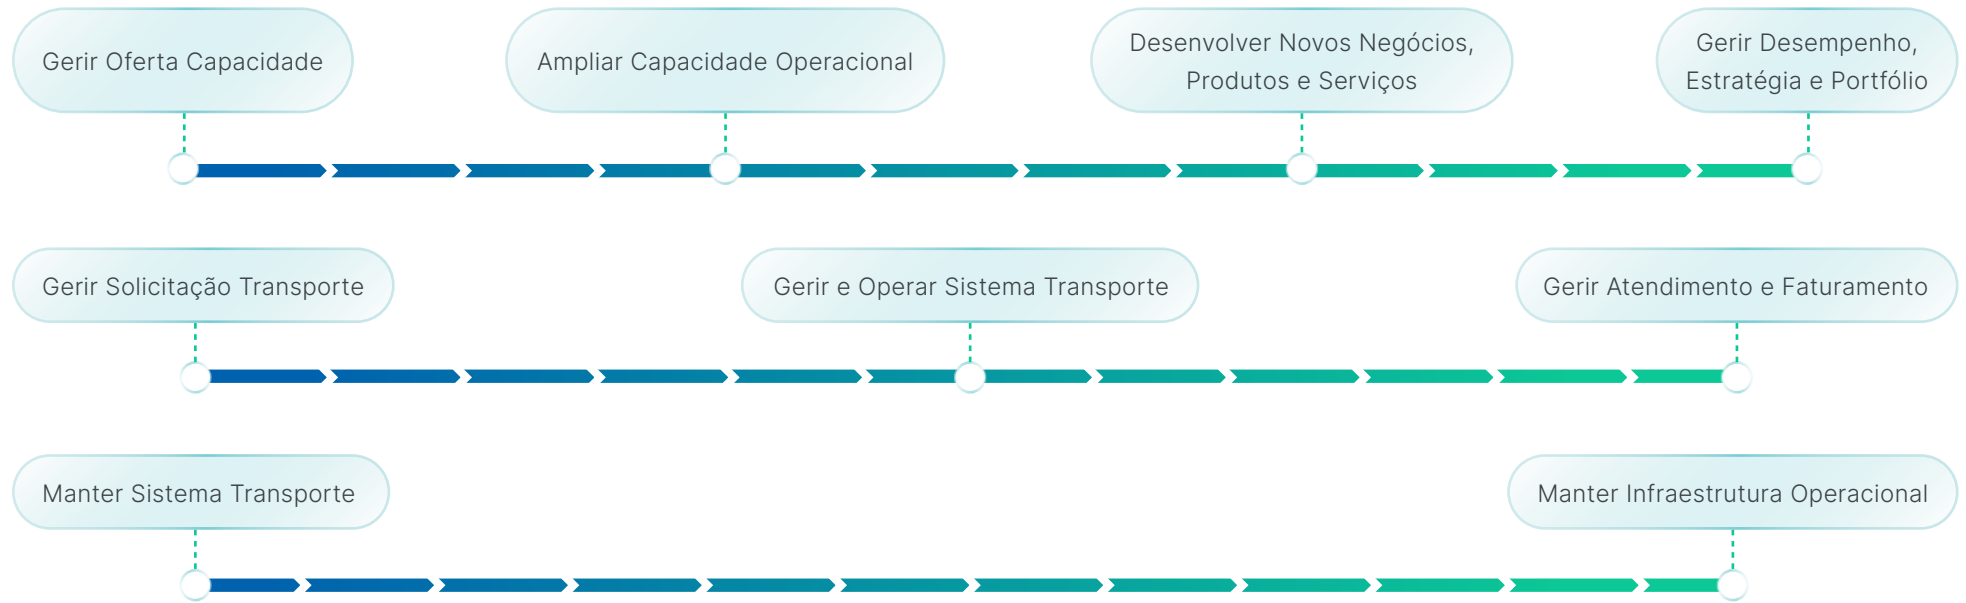 Gerir Oferta Capacidade
Ampliar Capacidade Operacional
Desenvolver Novos Negócios,
Produtos e Serviços
Gerir Desempenho,
Estratégia e Portfólio
Gerir Solicitação Transporte
Gerir e Operar Sistema Transporte
Gerir Atendimento e Faturamento
Manter Sistema Transporte
Manter Infraestrutura Operacional